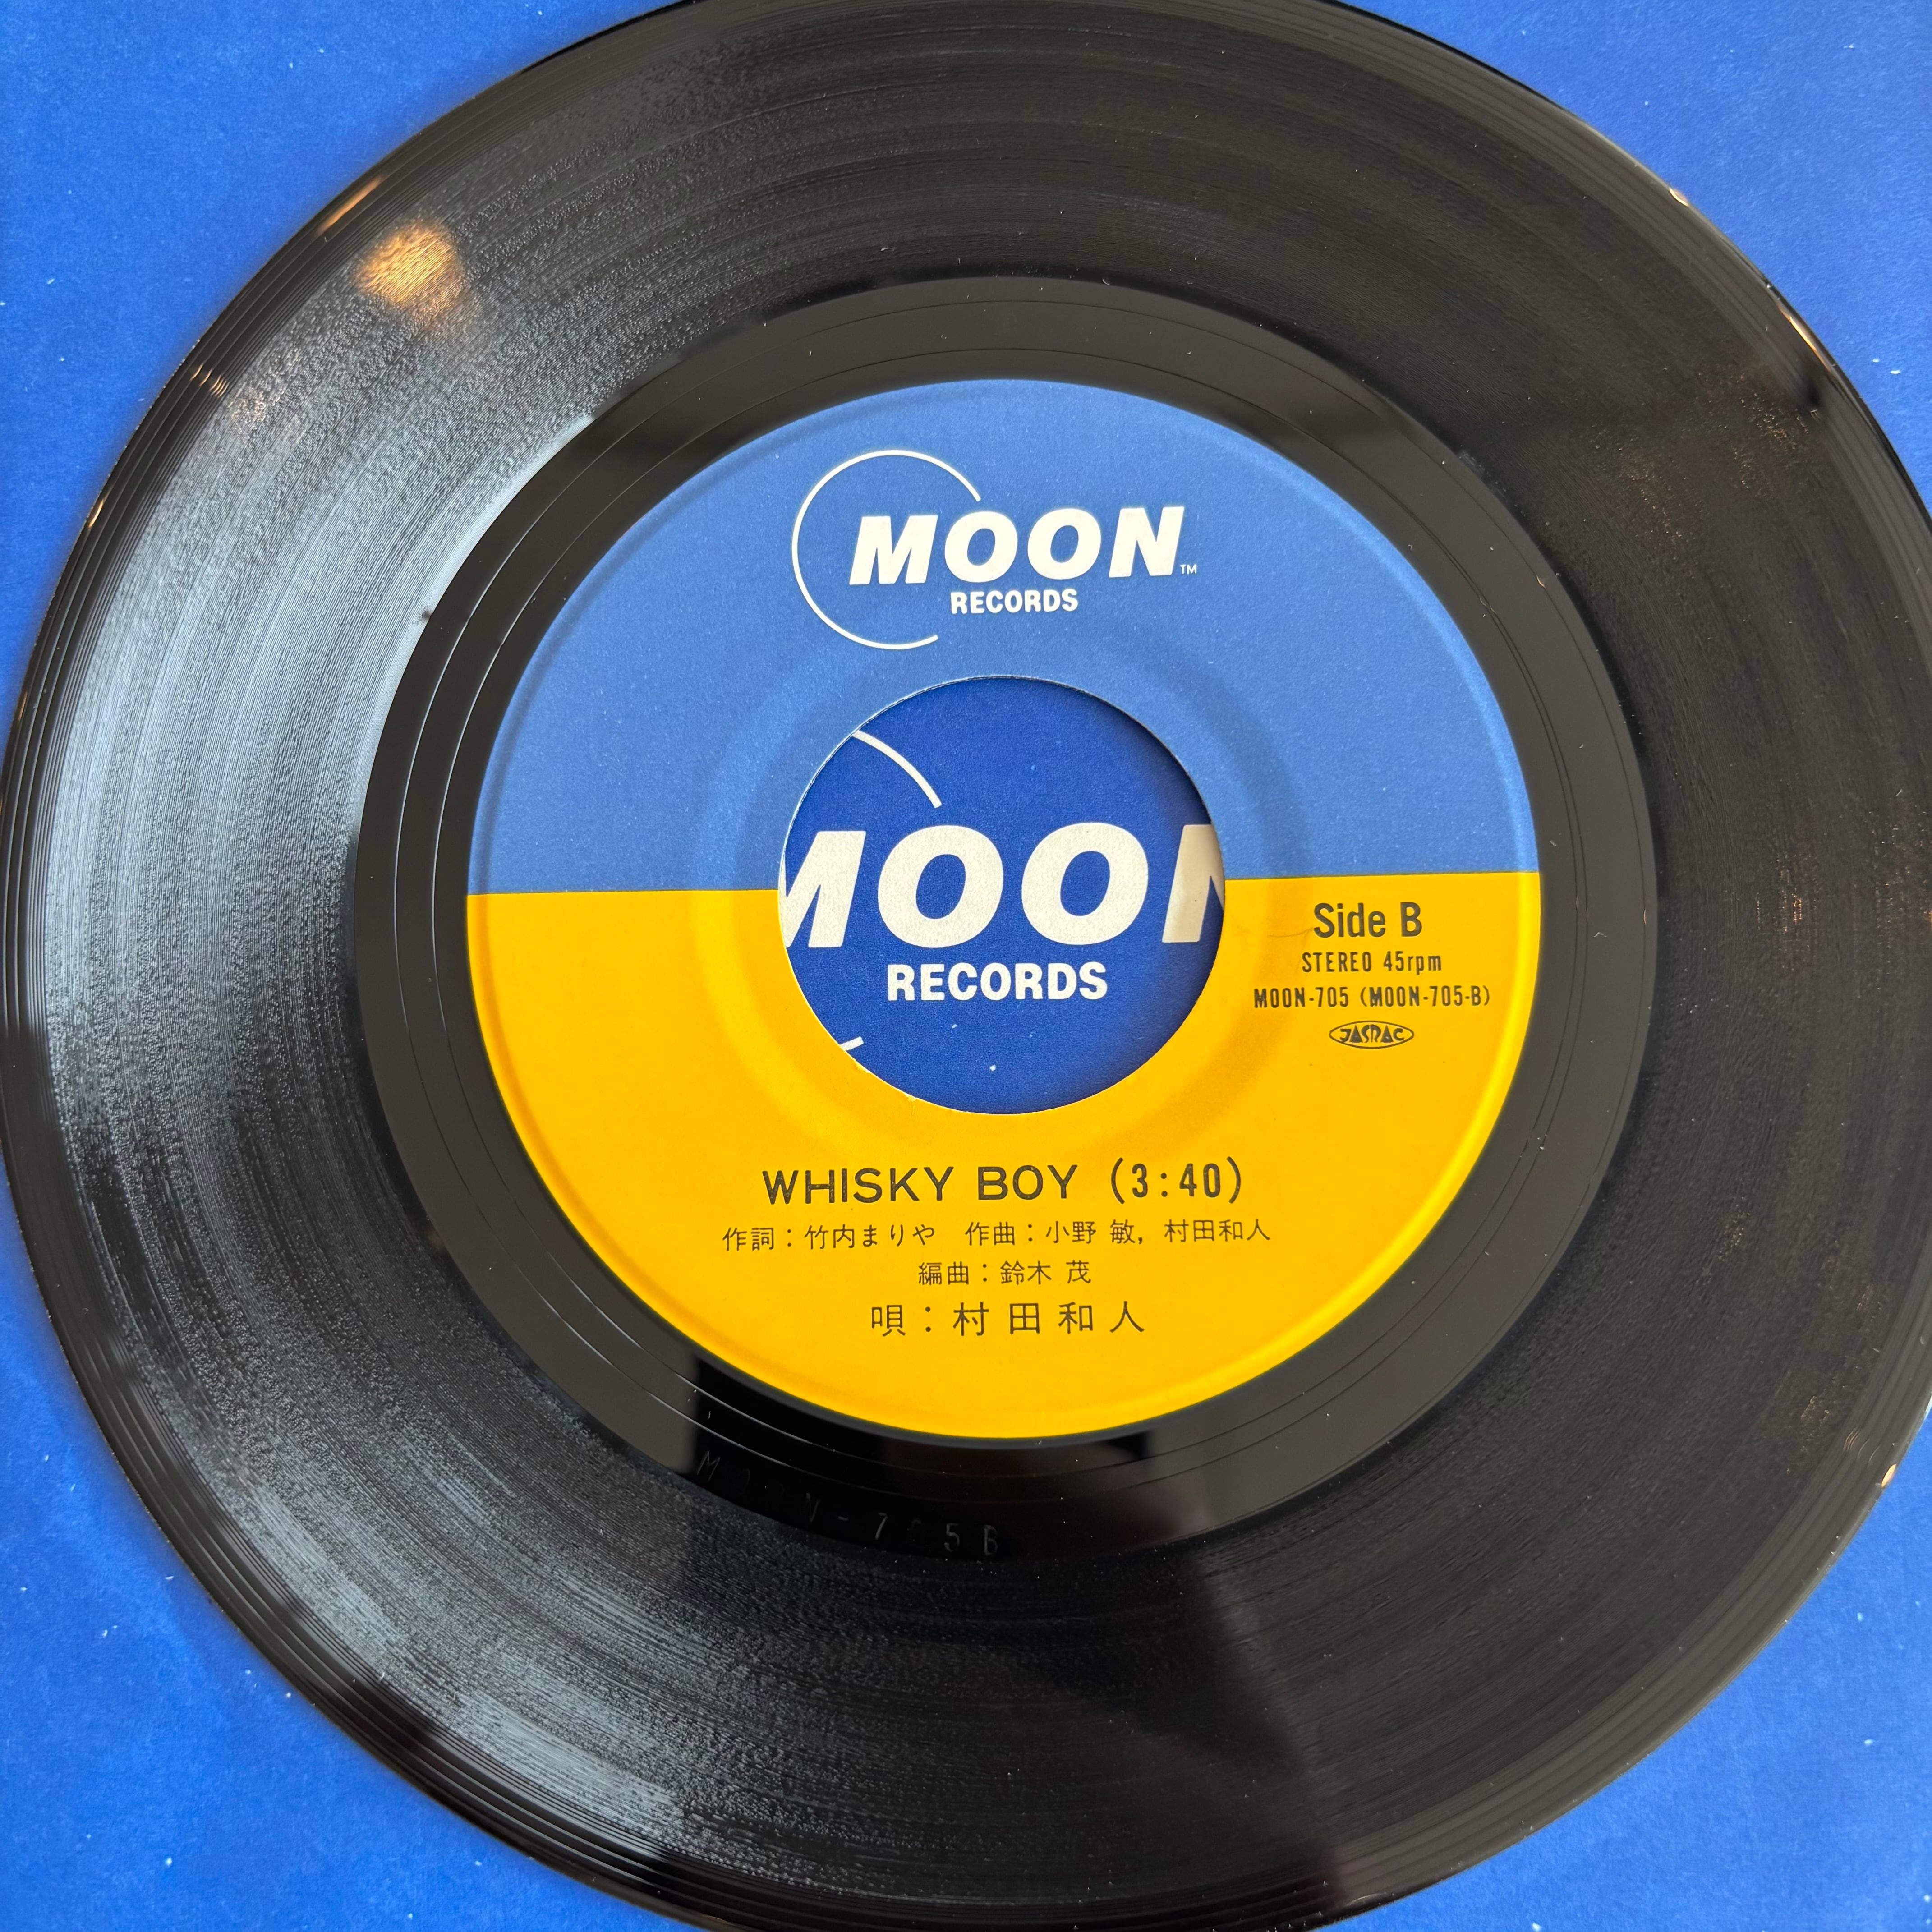 MOON™
RECORDS
MOON
RECORDS
Side B
STEREO 45rpm
MOON-705 (MOON-705-B)
JASRAC
WHISKY BOY (3:40)
作詞：竹内まりや　作曲：小野 敏，村田和人
編曲：鈴木 茂
唄：村田和人
MOON-705B